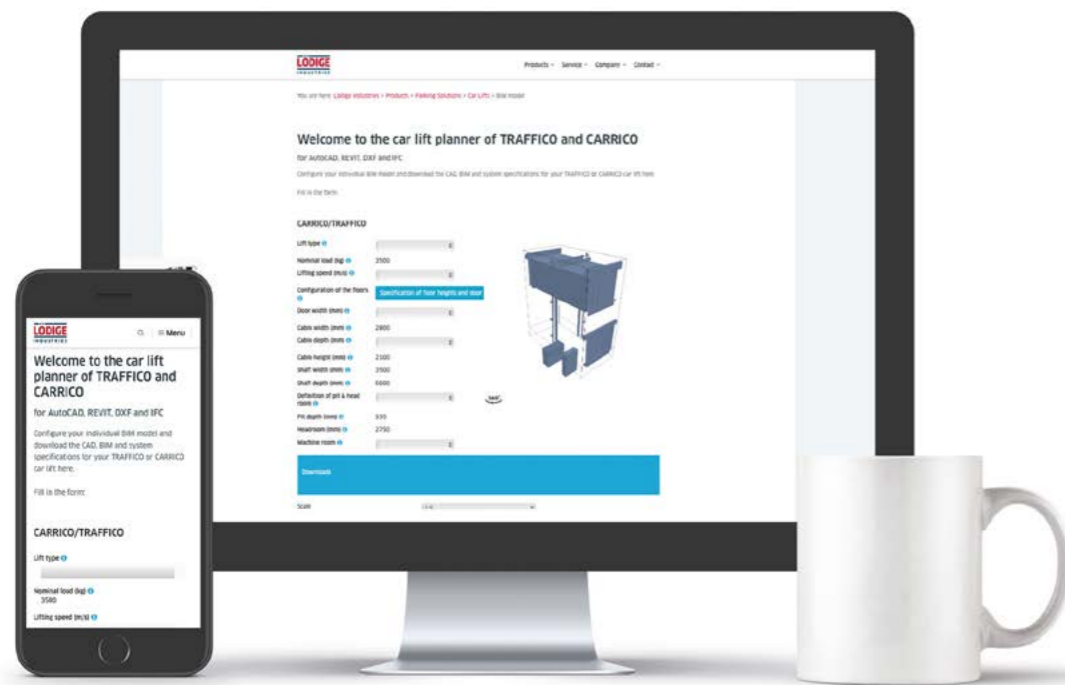 LODIGE
INDUSTRIES
Products Service Company Contact
You are here: Lödige Industries > Products > Parking Solutions > Car Lifts > BIM model
Welcome to the car lift planner of TRAFFICO and CARRICO
for AutoCAD, REVIT, DXF and IFC
Configure your individual BIM model and download the CAD, BIM and system specifications for your TRAFFICO or CARRICO car lift here.
Fill in the form:
CARRICO/TRAFFICO
Lift type
Nominal load (kg) 3500
Lifting speed (m/s)
Configuration of the floors Specification of floor heights and door
Door width (mm)
Cabin width (mm) 2800
Cabin depth (mm)
Cabin height (mm) 2100
Shaft width (mm) 3500
Shaft depth (mm)
Definition of pit & head
room
Pit depth (mm)
Headroom (mm) 2750
Machine room
Downloads
Scale
360°
LODIGE
INDUSTRIES
Menu
Welcome to the car lift
planner of TRAFFICO and
CARRICO
for AutoCAD, REVIT, DXF and IFC
Configure your individual BIM model and
download the CAD, BIM and system
specifications for your TRAFFICO or CARRICO
car lift here.
Fill in the form:
CARRICO/TRAFFICO
Lift type
Nominal load (kg)
3500
Lifting speed (m/s)